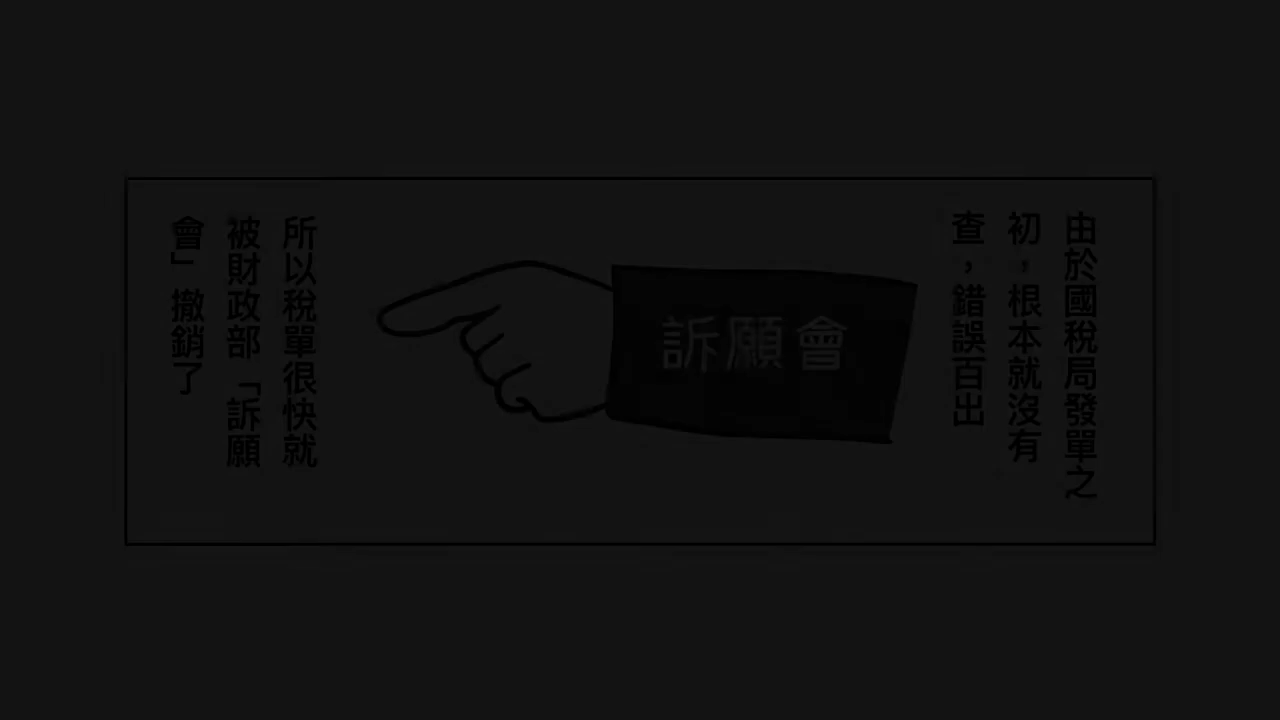 由於國稅局發單之
初，根本就沒有
查，錯誤百出
訴願會
所以稅單很快就
被財政部「訴願
會」撤銷了